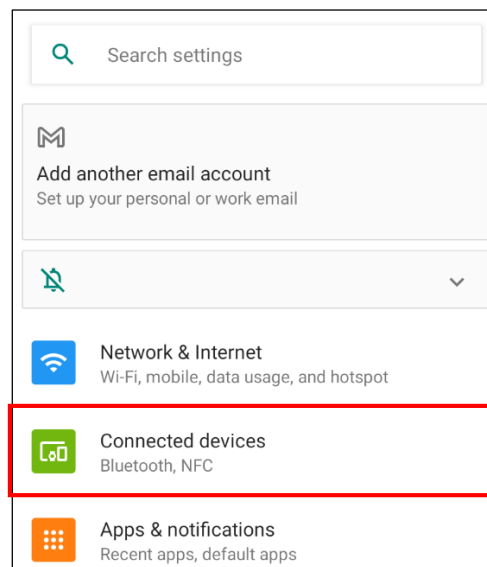 Search settings
Add another email account
Set up your personal or work email
Network & Internet
Wi-Fi, mobile, data usage, and hotspot
Connected devices
Bluetooth, NFC
Apps & notifications
Recent apps, default apps